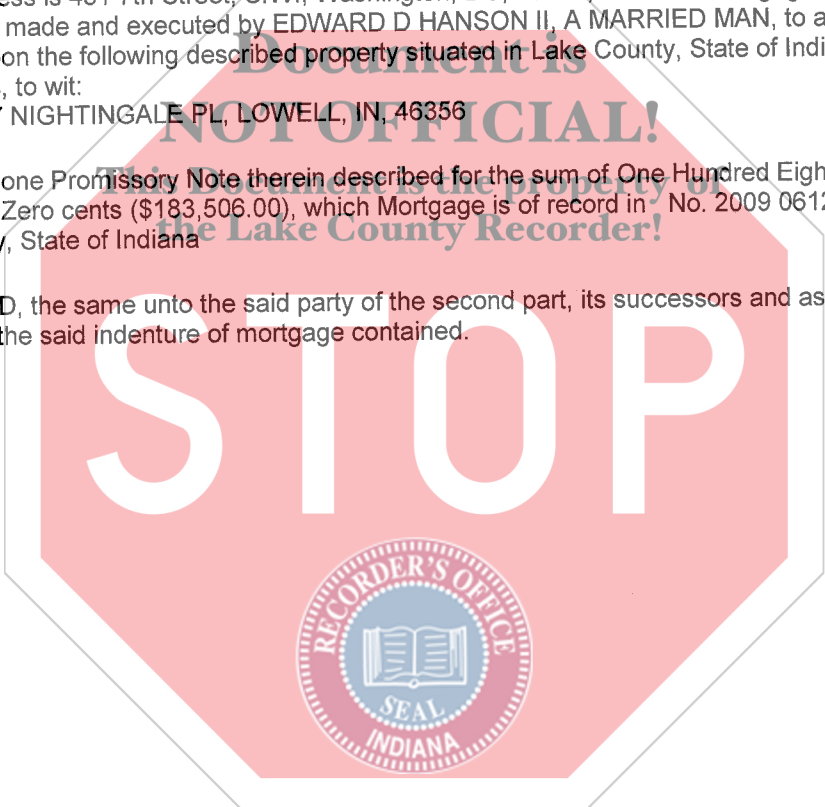 made and executed by EDWARD D HANSON II, A MARRIED MAN, to a
on the following described property situated in Lake County, State of Indi
Document is
, to wit:
NIGHTINGALE PL, LOWELL, IN, 46356
NOT OFFICIAL!
one Promissory Note therein described for the sum of One Hundred Eigh
This Document is the property of
Zero cents ($183,506.00), which Mortgage is of record in No. 2009 0612
the Lake County Recorder!
, State of Indiana
D, the same unto the said party of the second part, its successors and as
the said indenture of mortgage contained.
STOP
RECORDER'S OFFICE
SEAL
INDIANA